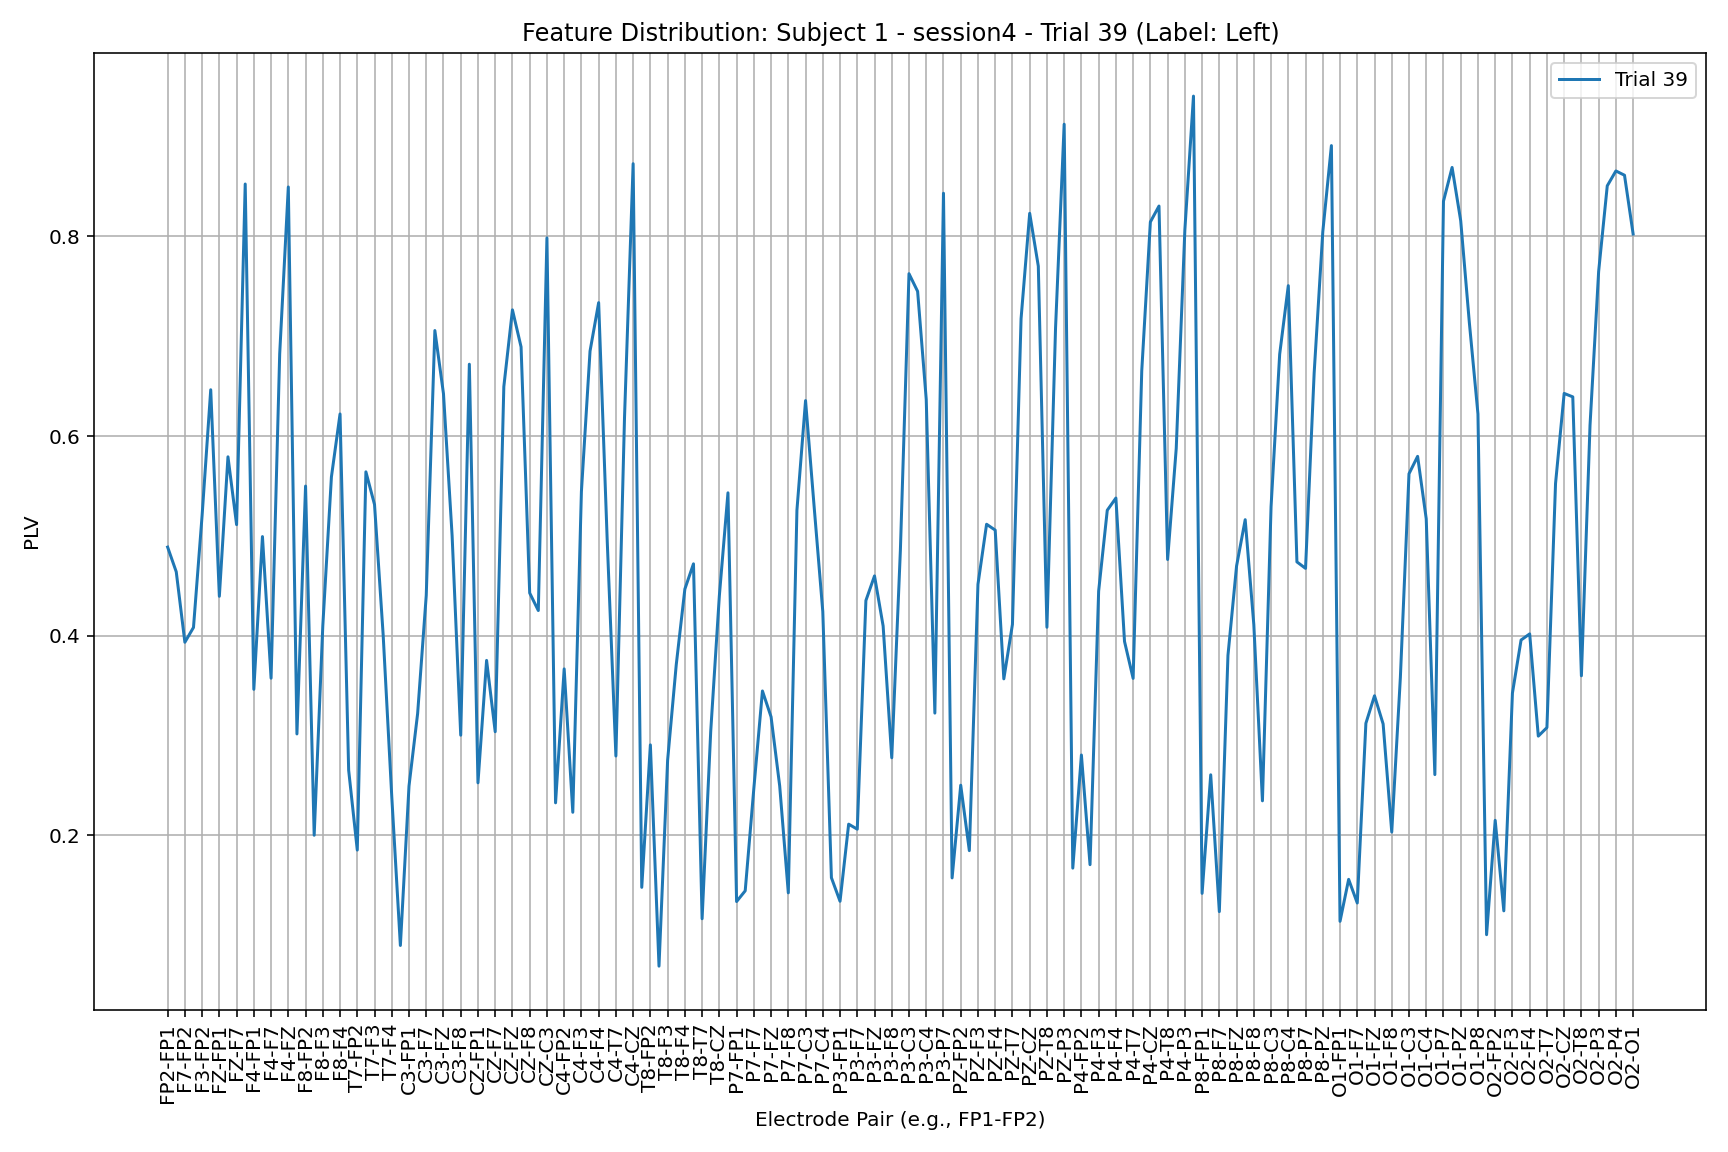 Feature Distribution: Subject 1 - session4 - Trial 39 (Label: Left)
Trial 39
0.8
0.6
0.4
0.2
PLV
FP2-FP1
F7-FP2
F3-FP2
FZ-FP1
FZ-F7
F4-FP1
F4-F7
F4-FZ
F8-FP2
F8-F3
F8-F4
T7-FP2
T7-F3
T7-F4
C3-FP1
C3-F7
C3-FZ
C3-F8
CZ-FP1
CZ-F7
CZ-FZ
CZ-F8
CZ-C3
C4-FP2
C4-F3
C4-F4
C4-T7
C4-CZ
T8-FP2
T8-F3
T8-F4
T8-T7
T8-CZ
P7-FP1
P7-F7
P7-FZ
P7-F8
P7-C3
P7-C4
P3-FP1
P3-F7
P3-FZ
P3-F8
P3-C3
P3-C4
P3-P7
PZ-FP2
PZ-F3
PZ-F4
PZ-T7
PZ-CZ
PZ-T8
PZ-P3
P4-FP2
P4-F3
P4-F4
P4-T7
P4-CZ
P4-T8
P4-P3
P8-FP1
P8-F7
P8-FZ
P8-F8
P8-C3
P8-C4
P8-P7
P8-PZ
O1-FP1
O1-F7
O1-FZ
O1-F8
O1-C3
O1-C4
O1-P7
O1-PZ
O1-P8
O2-FP2
O2-F3
O2-F4
O2-T7
O2-CZ
O2-T8
O2-P3
O2-P4
O2-O1
Electrode Pair (e.g., FP1-FP2)